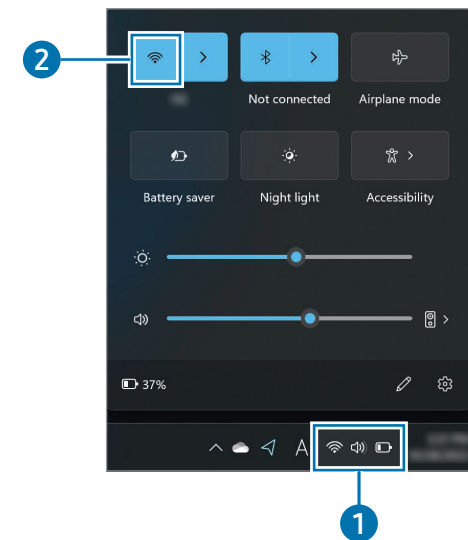 2
Not connected
Airplane mode
Battery saver
Night light
Accessibility
37%
A
1